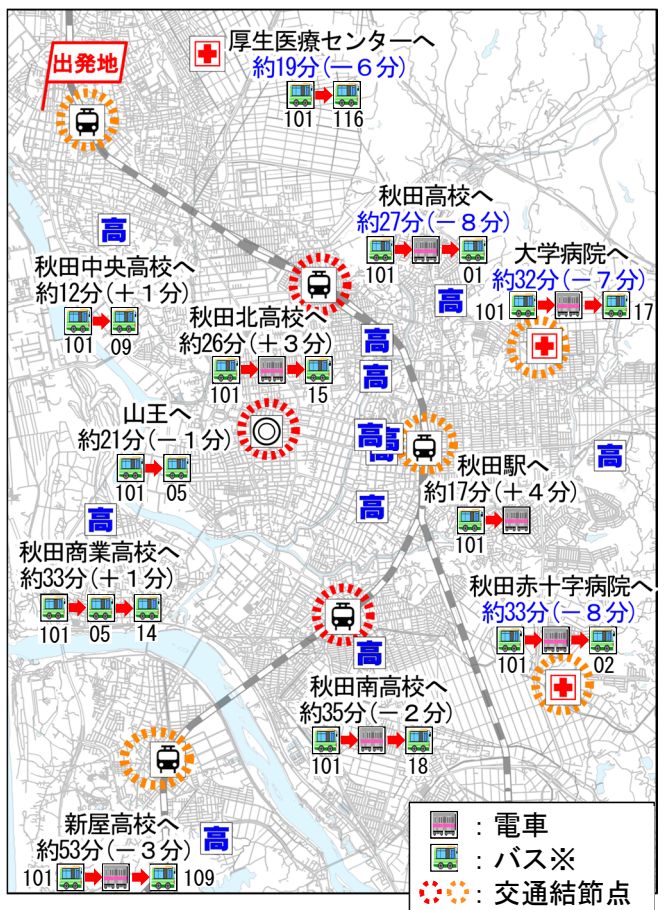 出発地
厚生医療センターへ
約19分(－6分)
101 116
秋田高校へ
約27分(－8分)
101 01
高
大学病院へ
約32分(－7分)
101 17
高
秋田中央高校へ
約12分(＋1分)
101 09
秋田北高校へ
約26分(＋3分)
101 15
高
高
山王へ
約21分(－1分)
101 05
高
高
高
秋田駅へ
約17分(＋4分)
101
高
高
秋田商業高校へ
約33分(＋1分)
101 05 14
秋田赤十字病院へ
約33分(－8分)
101 02
高
秋田南高校へ
約35分(－2分)
101 18
新屋高校へ
約53分(－3分)
101 109
高
：電車
：バス※
：交通結節点